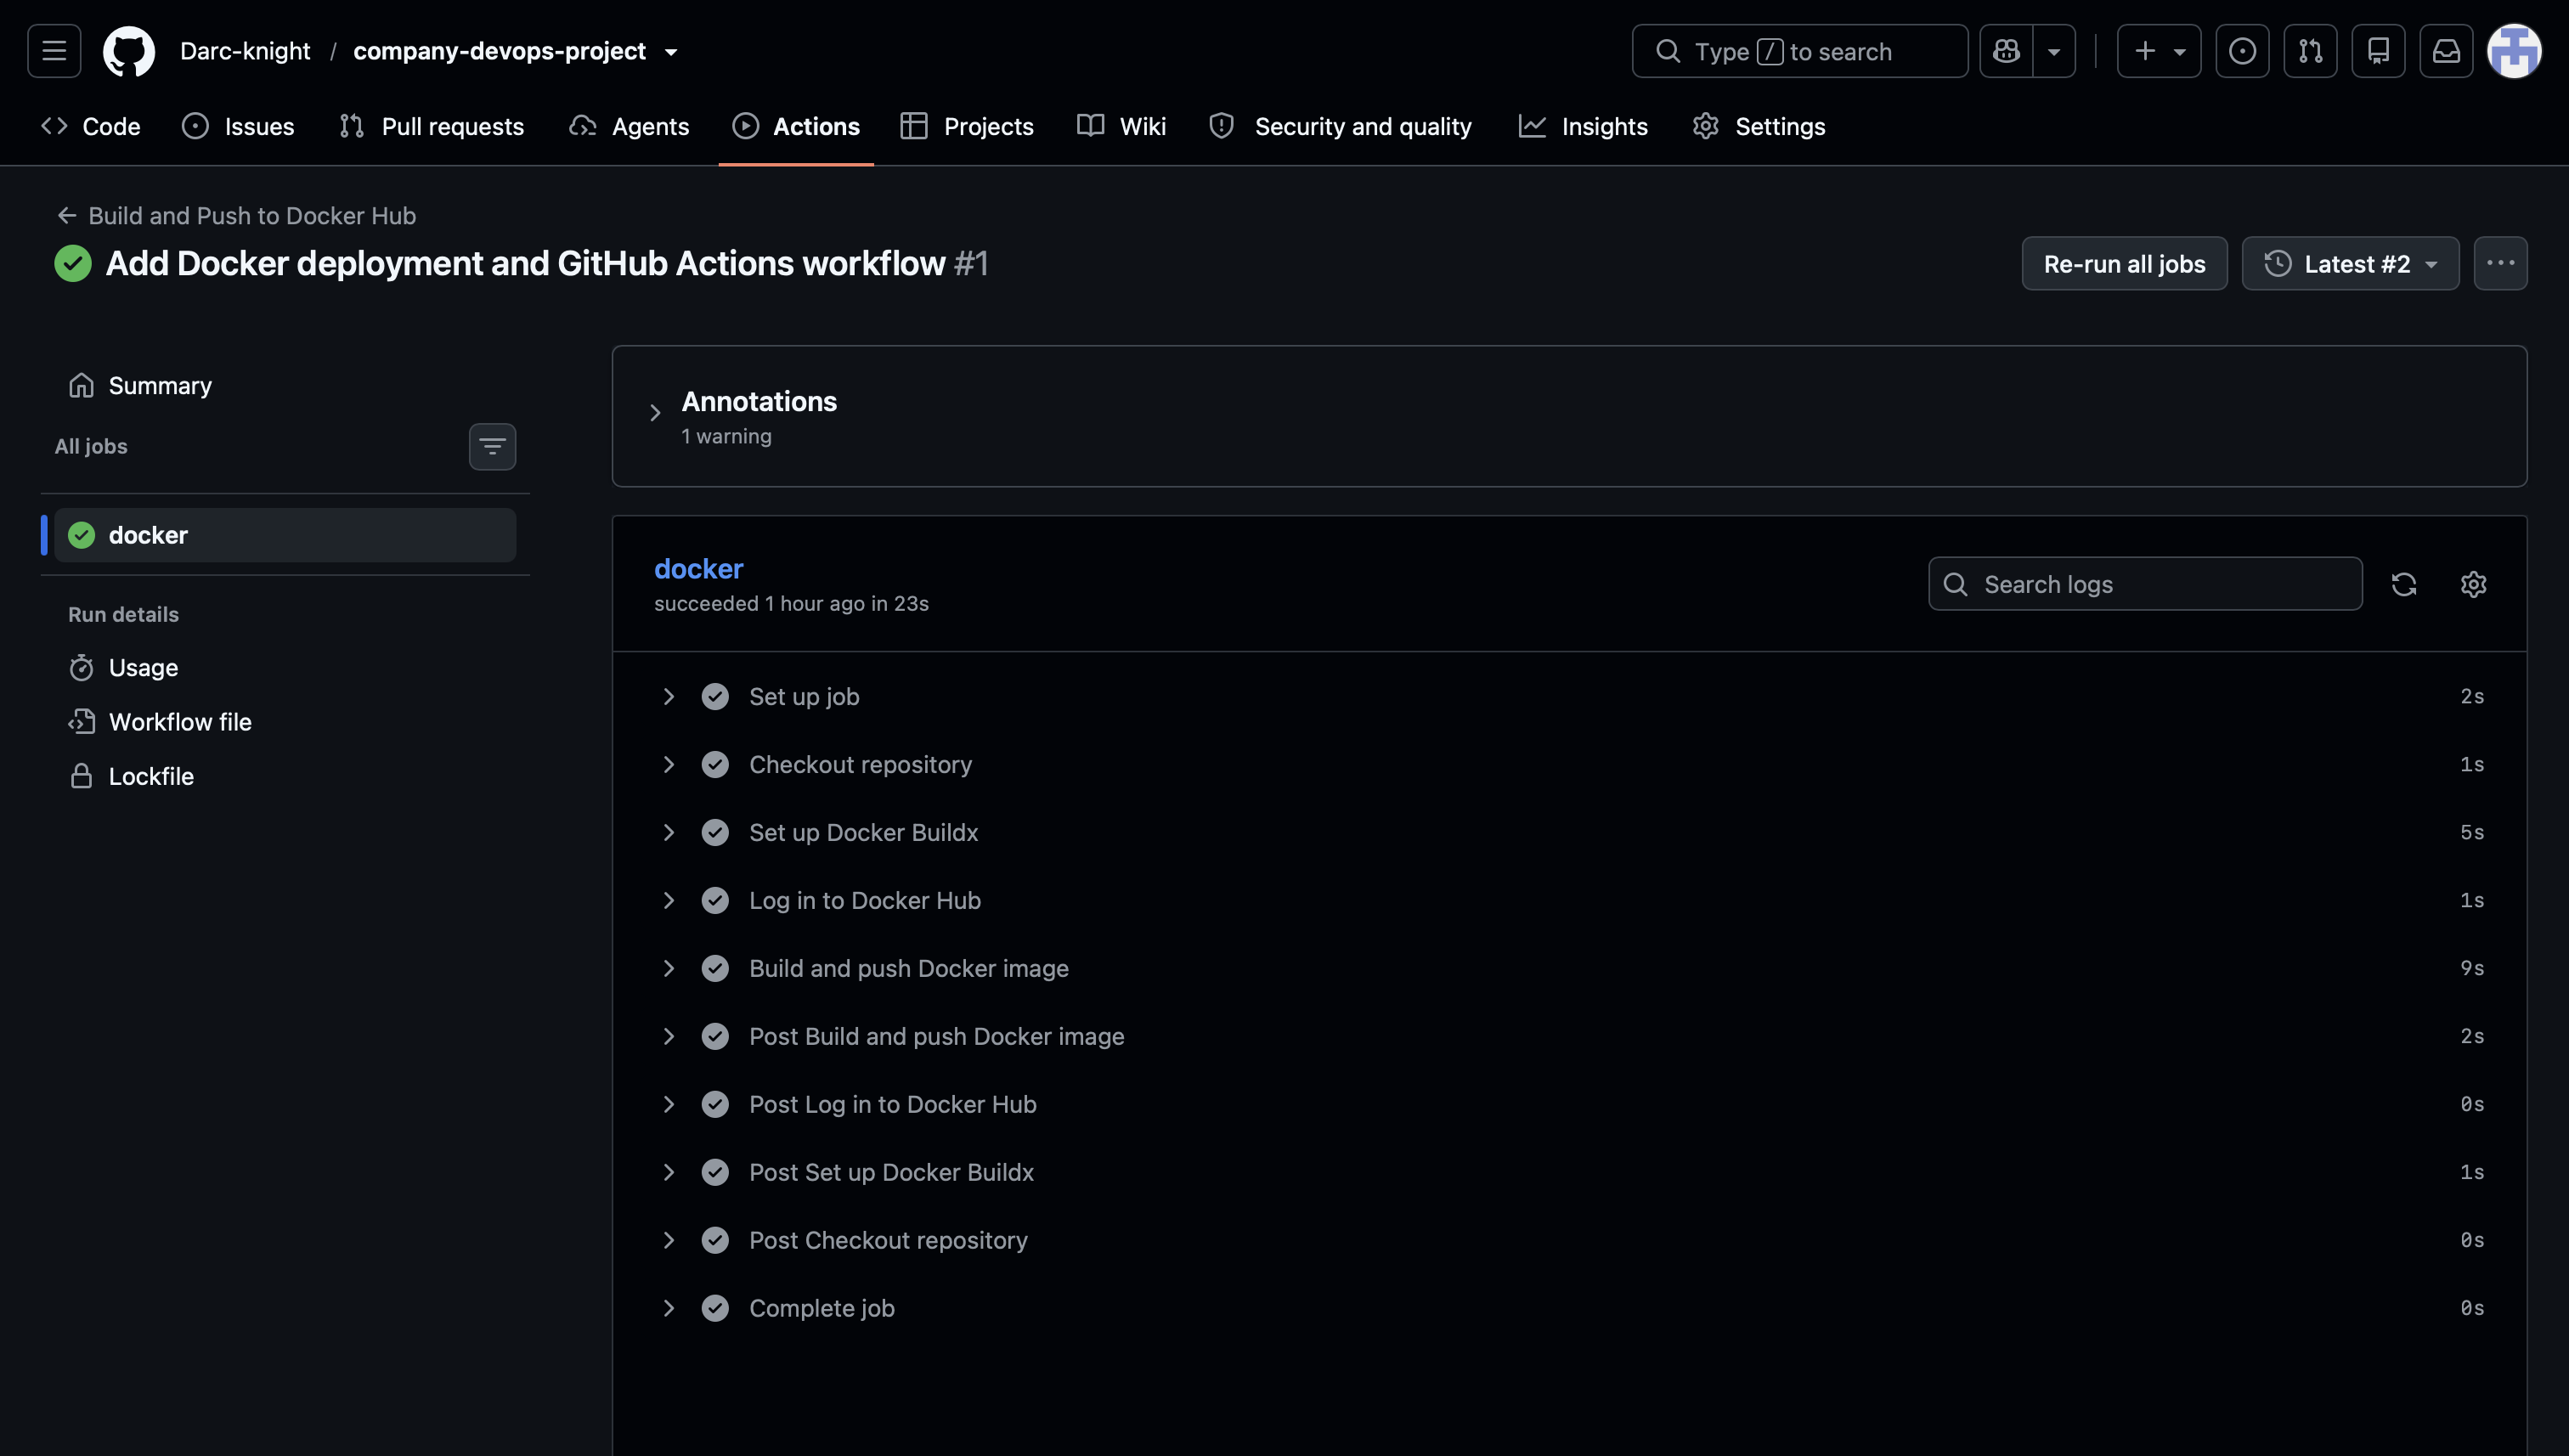 Darc-knight / company-devops-project
Type / to search
Code
Issues
Pull requests
Agents
Actions
Projects
Wiki
Security and quality
Insights
Settings
Build and Push to Docker Hub
Add Docker deployment and GitHub Actions workflow #1
Re-run all jobs
Latest #2
Summary
All jobs
docker
Run details
Usage
Workflow file
Lockfile
Annotations
1 warning
docker
succeeded 1 hour ago in 23s
Search logs
Set up job 2s
Checkout repository 1s
Set up Docker Buildx 5s
Log in to Docker Hub 1s
Build and push Docker image 9s
Post Build and push Docker image 2s
Post Log in to Docker Hub 0s
Post Set up Docker Buildx 1s
Post Checkout repository 0s
Complete job 0s